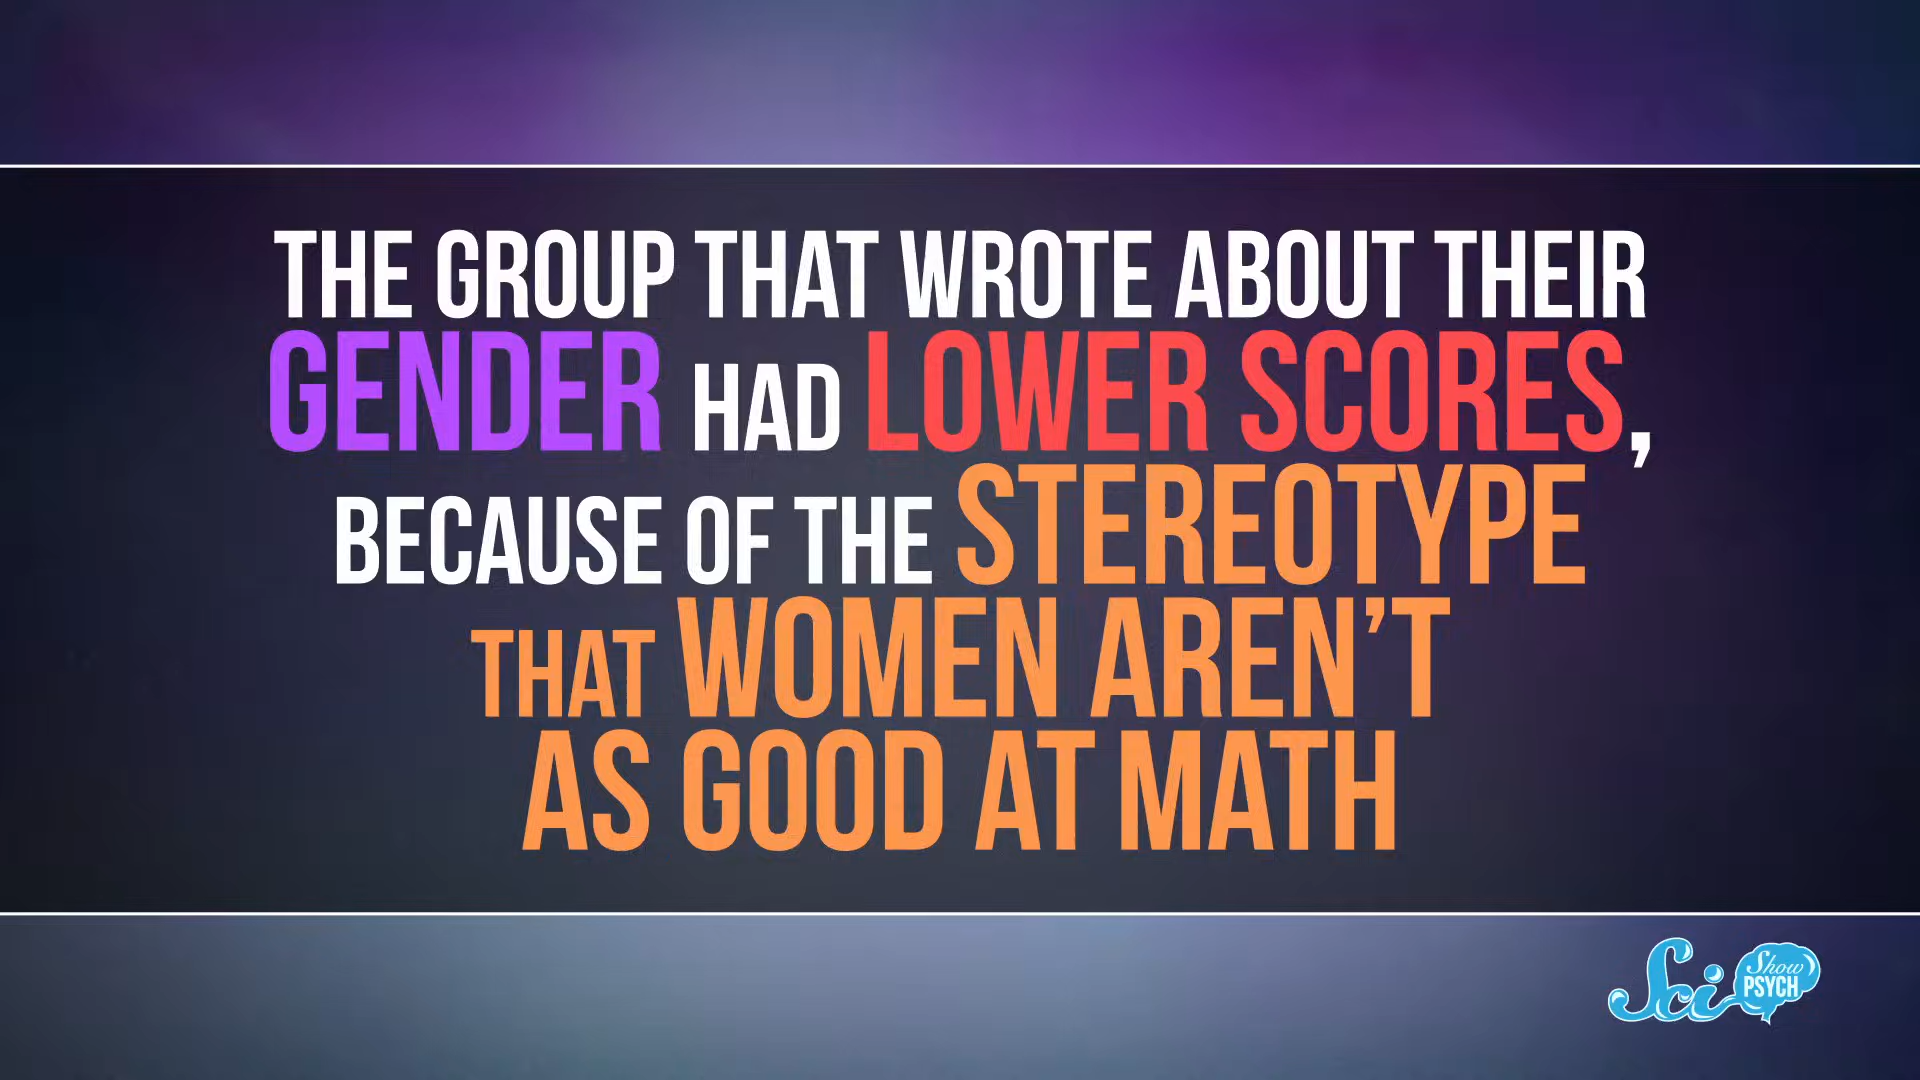 THE GROUP THAT WROTE ABOUT THEIR
GENDER HAD LOWER SCORES,
BECAUSE OF THE STEREOTYPE
THAT WOMEN AREN’T
AS GOOD AT MATH
Sci Show
PSYCH